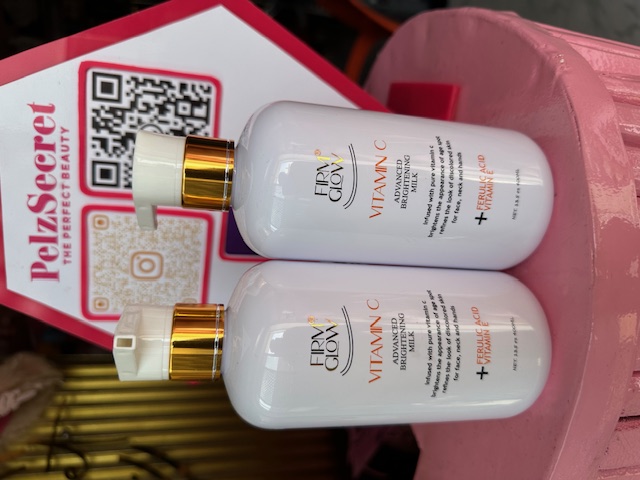 PelzSecret
THE PERFECT BEAUTY
FIRM
GLOW
VITAMIN C
ADVANCED
BRIGHTENING
MILK
infused with pure vitamin c
brightens the appearance of age spot
refines the look of discolored skin
for face, neck and hands
+ FERULIC ACID
VITAMIN E
FIRM
GLOW
VITAMIN C
ADVANCED
BRIGHTENING
MILK
infused with pure vitamin c
brightens the appearance of age spot
refines the look of discolored skin
for face, neck and hands
+ FERULIC ACID
VITAMIN E